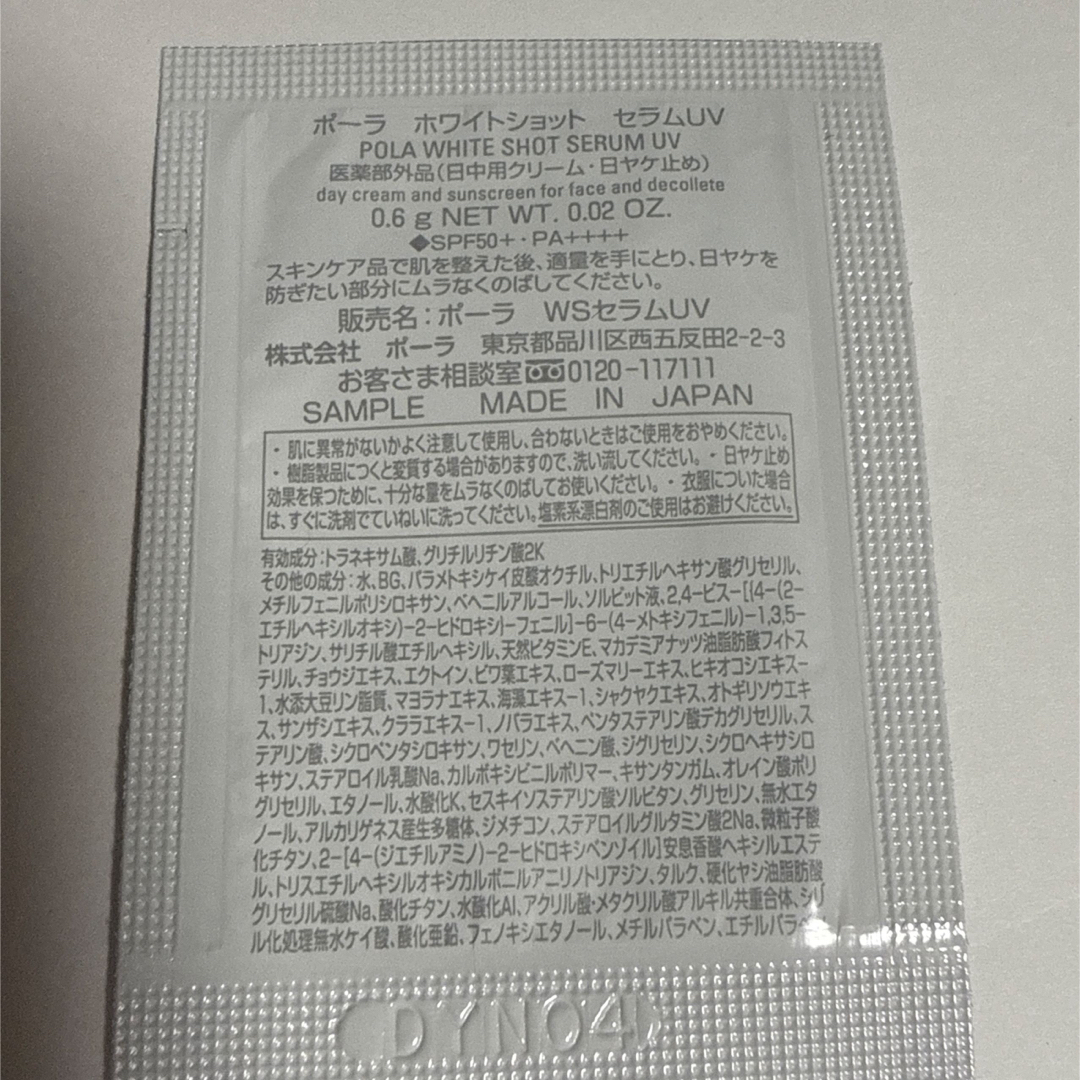 ポーラ ホワイトショット セラムUV
POLA WHITE SHOT SERUM UV
医薬部外品(日中用クリーム・日ヤケ止め)
day cream and sunscreen for face and decollete
0.6 g NET WT. 0.02 OZ.
◆SPF50+・PA++++
スキンケア品で肌を整えた後、適量を手にとり、日ヤケを
防ぎたい部分にムラなくのばしてください。
販売名:ポーラ WSセラムUV
株式会社 ポーラ 東京都品川区西五反田2-2-3
お客さま相談室 0120-117111
SAMPLE MADE IN JAPAN
・肌に異常がないかよく注意して使用し、合わないときはご使用をおやめください。
・樹脂製品につくと変質する場合がありますので、洗い流してください。・日ヤケ止め
効果を保つために、十分な量をムラなくのばしてお使いください。・衣服についた場合
は、すぐに洗剤でていねいに洗ってください。塩素系漂白剤のご使用はお避けください。
有効成分:トラネキサム酸、グリチルリチン酸2K
その他の成分:水、BG、パラメトキシケイ皮酸オクチル、トリエチルヘキサン酸グリセリル、
メチルフェニルポリシロキサン、ベヘニルアルコール、ソルビット液、2,4-ビス-[{4-(2-
エチルヘキシルオキシ)-2-ヒドロキシ}-フェニル]-6-(4-メトキシフェニル)-1,3,5-
トリアジン、サリチル酸エチルヘキシル、天然ビタミンE、マカデミアナッツ油脂肪酸フィトス
テリル、チョウジエキス、エクトイン、ビワ葉エキス、ローズマリーエキス、ヒキオコシエキス-
1、水添大豆リン脂質、マヨラナエキス、海藻エキス-1、シャクヤクエキス、オトギリソウエキ
ス、サンザシエキス、クララエキス-1、ノバラエキス、ペンタステアリン酸デカグリセリル、ス
テアリン酸、シクロペンタシロキサン、ワセリン、ベヘニン酸、ジグリセリン、シクロヘキサシロ
キサン、ステアロイル乳酸Na、カルボキシビニルポリマー、キサンタンガム、オレイン酸ポリ
グリセリル、エタノール、水酸化K、セスキイソステアリン酸ソルビタン、グリセリン、無水エタ
ノール、アルカリゲネス産生多糖体、ジメチコン、ステアロイルグルタミン酸2Na、微粒子酸
化チタン、2-[4-(ジエチルアミノ)-2-ヒドロキシベンゾイル]安息香酸ヘキシルエステ
ル、トリスエチルヘキシルオキシカルボニルアニリノトリアジン、タルク、硬化ヤシ油脂肪酸
グリセリル硫酸Na、酸化チタン、水酸化Al、アクリル酸・メタクリル酸アルキル共重合体、シリ
ル化処理無水ケイ酸、酸化亜鉛、フェノキシエタノール、メチルパラベン、エチルパラベ
DYN04